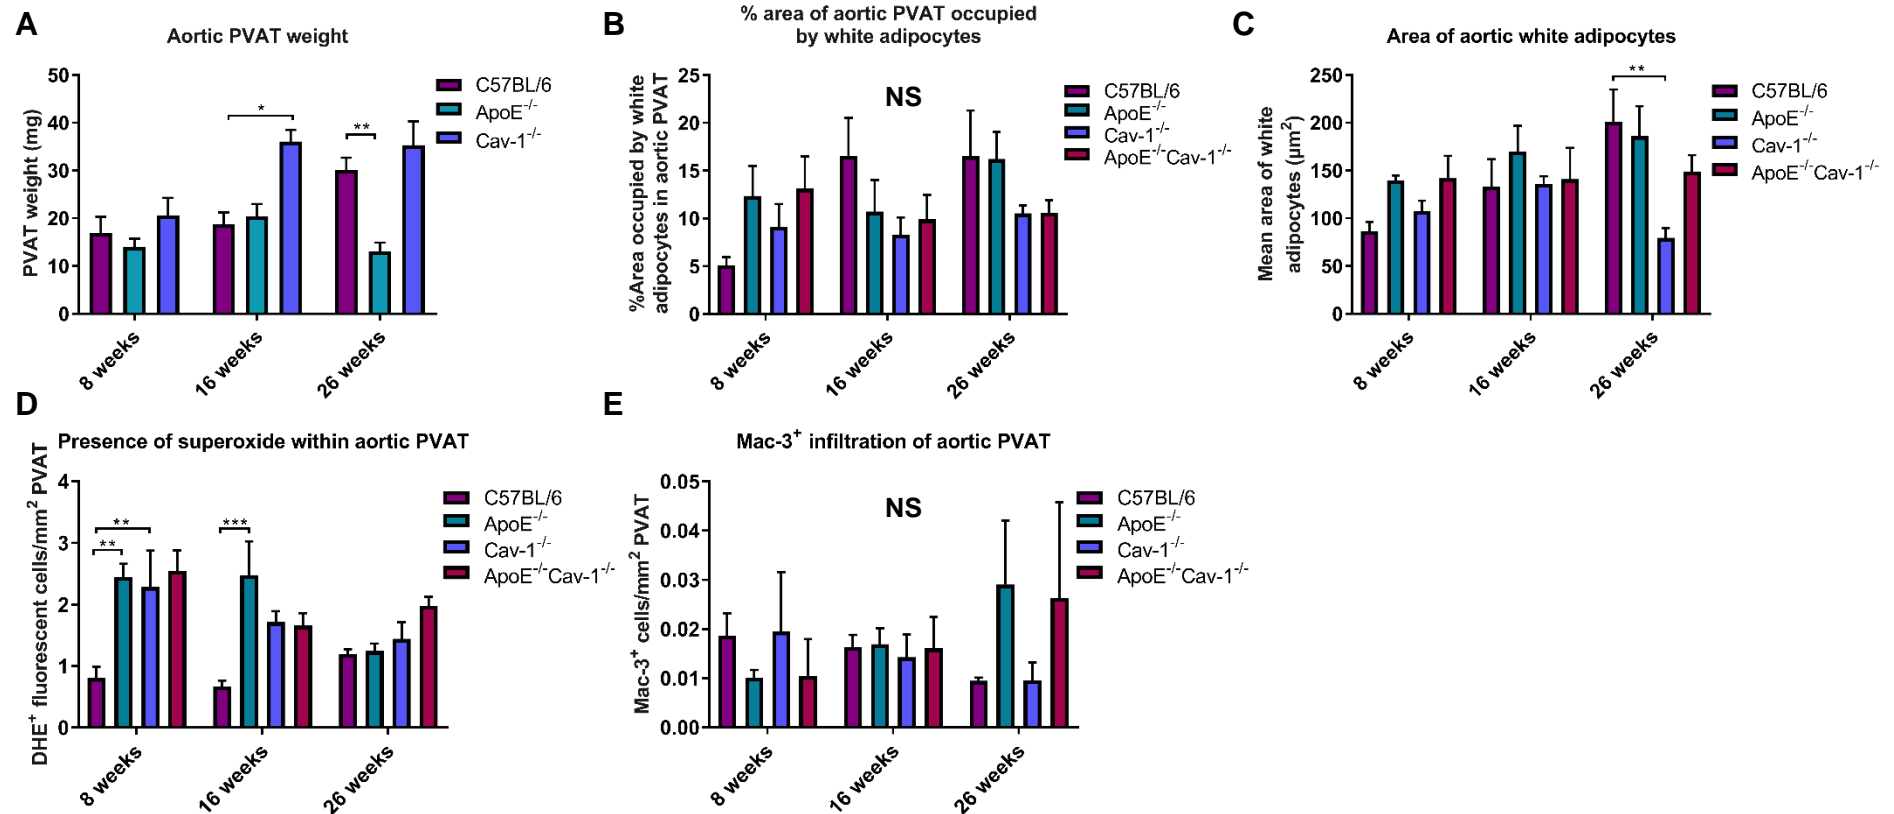 A
Aortic PVAT weight
PVAT weight (mg)
50
40
30
20
10
0
*
**
8 weeks
16 weeks
26 weeks
C57BL/6
ApoE-/-
Cav-1-/-
B
% area of aortic PVAT occupied
by white adipocytes
%Area occupied by white
adipocytes in aortic PVAT
25
20
15
10
5
0
NS
8 weeks
16 weeks
26 weeks
C57BL/6
ApoE-/-
Cav-1-/-
ApoE-/-Cav-1-/-
C
Area of aortic white adipocytes
Mean area of white
adipocytes (µm2)
250
200
150
100
50
0
**
8 weeks
16 weeks
26 weeks
C57BL/6
ApoE-/-
Cav-1-/-
ApoE-/-Cav-1-/-
D
Presence of superoxide within aortic PVAT
DHE+ fluorescent cells/mm2 PVAT
4
3
2
1
0
**
**
***
8 weeks
16 weeks
26 weeks
C57BL/6
ApoE-/-
Cav-1-/-
ApoE-/-Cav-1-/-
E
Mac-3+ infiltration of aortic PVAT
Mac-3+ cells/mm2 PVAT
0.05
0.04
0.03
0.02
0.01
0.00
NS
8 weeks
16 weeks
26 weeks
C57BL/6
ApoE-/-
Cav-1-/-
ApoE-/-Cav-1-/-